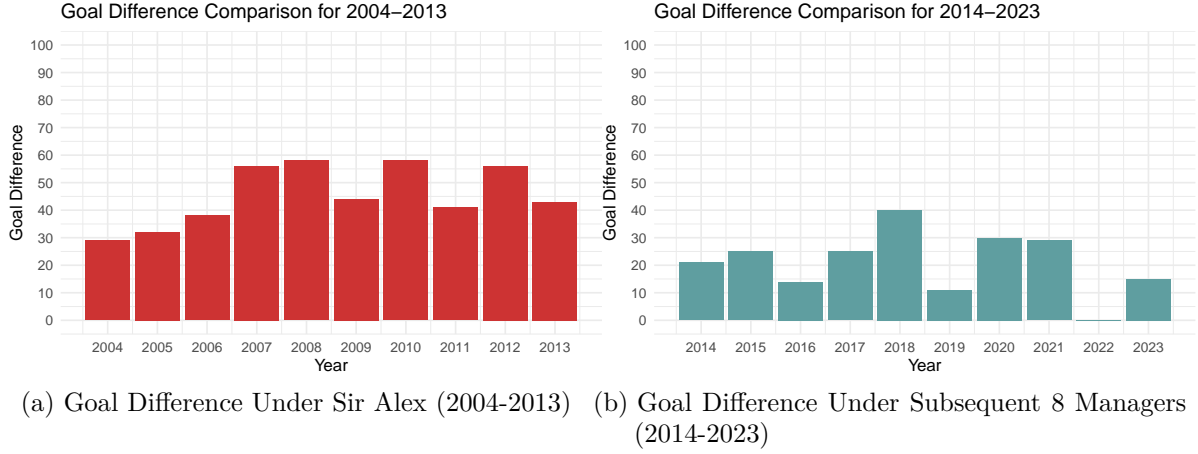 Goal Difference Comparison for 2004–2013
100
90
80
70
60
50
40
30
20
10
0
Goal Difference
2004 2005 2006 2007 2008 2009 2010 2011 2012 2013
Year
(a) Goal Difference Under Sir Alex (2004-2013)
Goal Difference Comparison for 2014–2023
100
90
80
70
60
50
40
30
20
10
0
Goal Difference
2014 2015 2016 2017 2018 2019 2020 2021 2022 2023
Year
(b) Goal Difference Under Subsequent 8 Managers
(2014-2023)